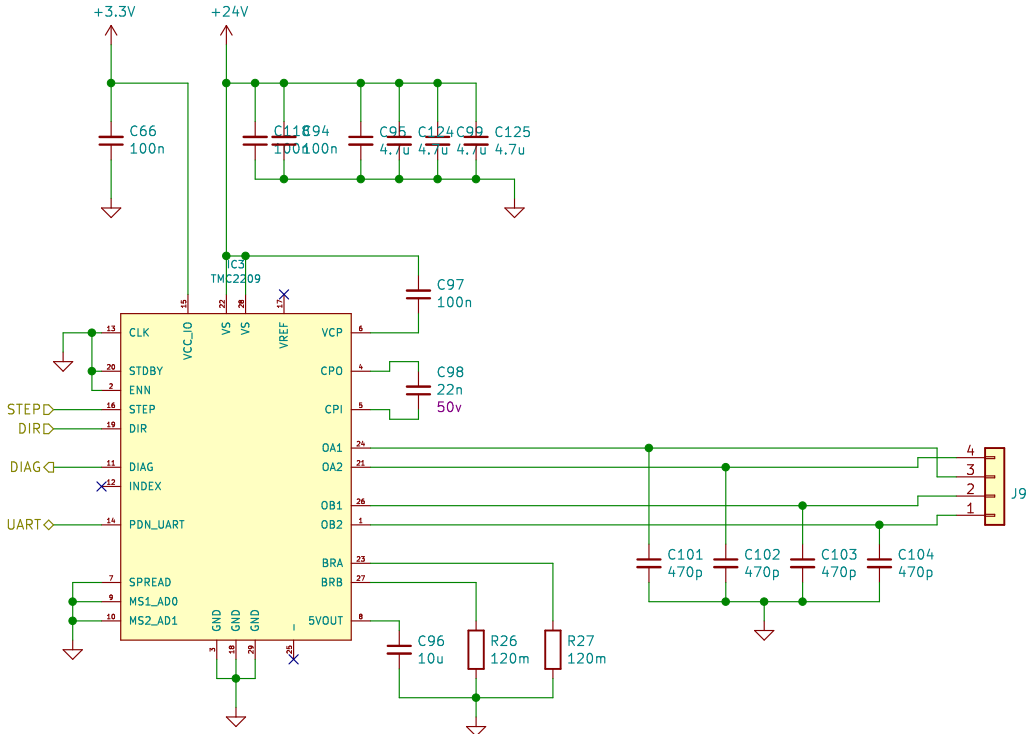 +3.3V
+24V
C66
100n
C118
100n
C94
100n
C95
4.7u
C124
4.7u
C99
4.7u
C125
4.7u
IC3
TMC2209
C97
100n
C98
22n
50v
15
22
28
17
VCC_IO
VS
VS
VREF
13
CLK
20
STDBY
2
ENN
STEP
16
STEP
DIR
19
DIR
DIAG
11
DIAG
12
INDEX
UART
14
PDN_UART
7
SPREAD
9
MS1_AD0
10
MS2_AD1
VCP
6
CPO
4
CPI
5
OA1
24
OA2
21
OB1
26
OB2
1
BRA
23
BRB
27
5VOUT
8
GND
GND
GND
–
3
18
29
25
4
3
2
1
J9
C101
470p
C102
470p
C103
470p
C104
470p
C96
10u
R26
120m
R27
120m